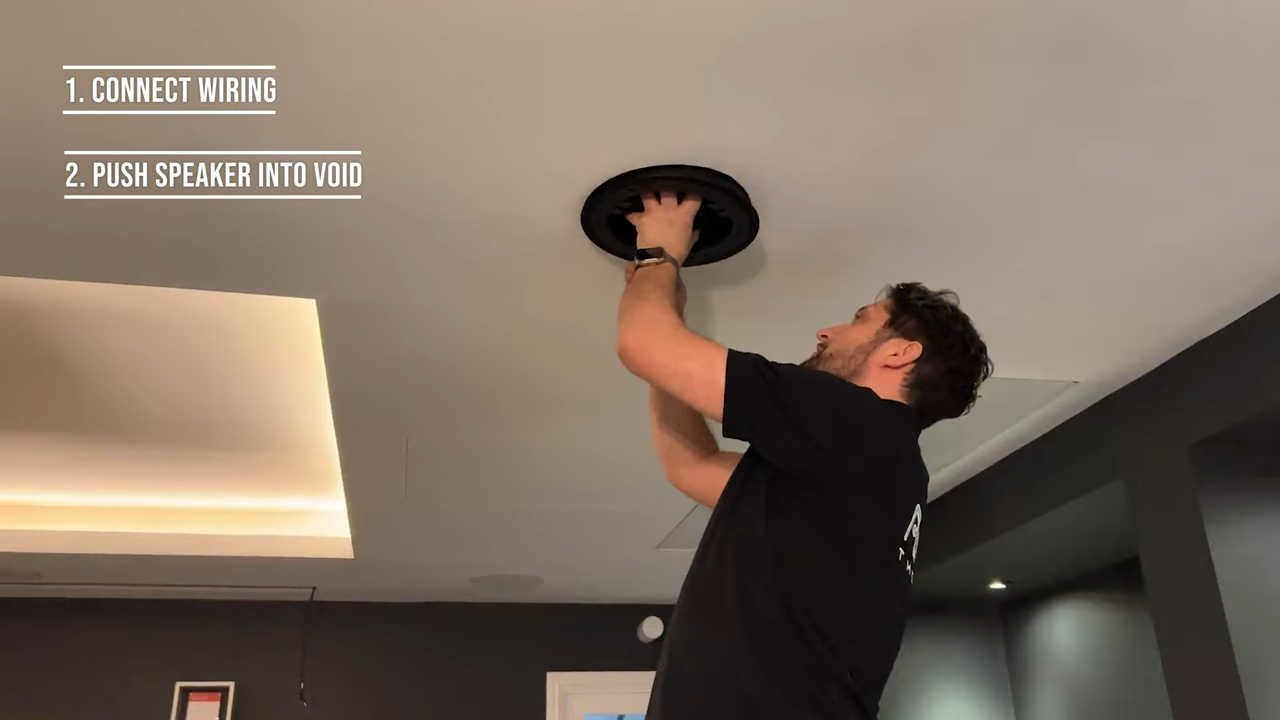 1. CONNECT WIRING
2. PUSH SPEAKER INTO VOID